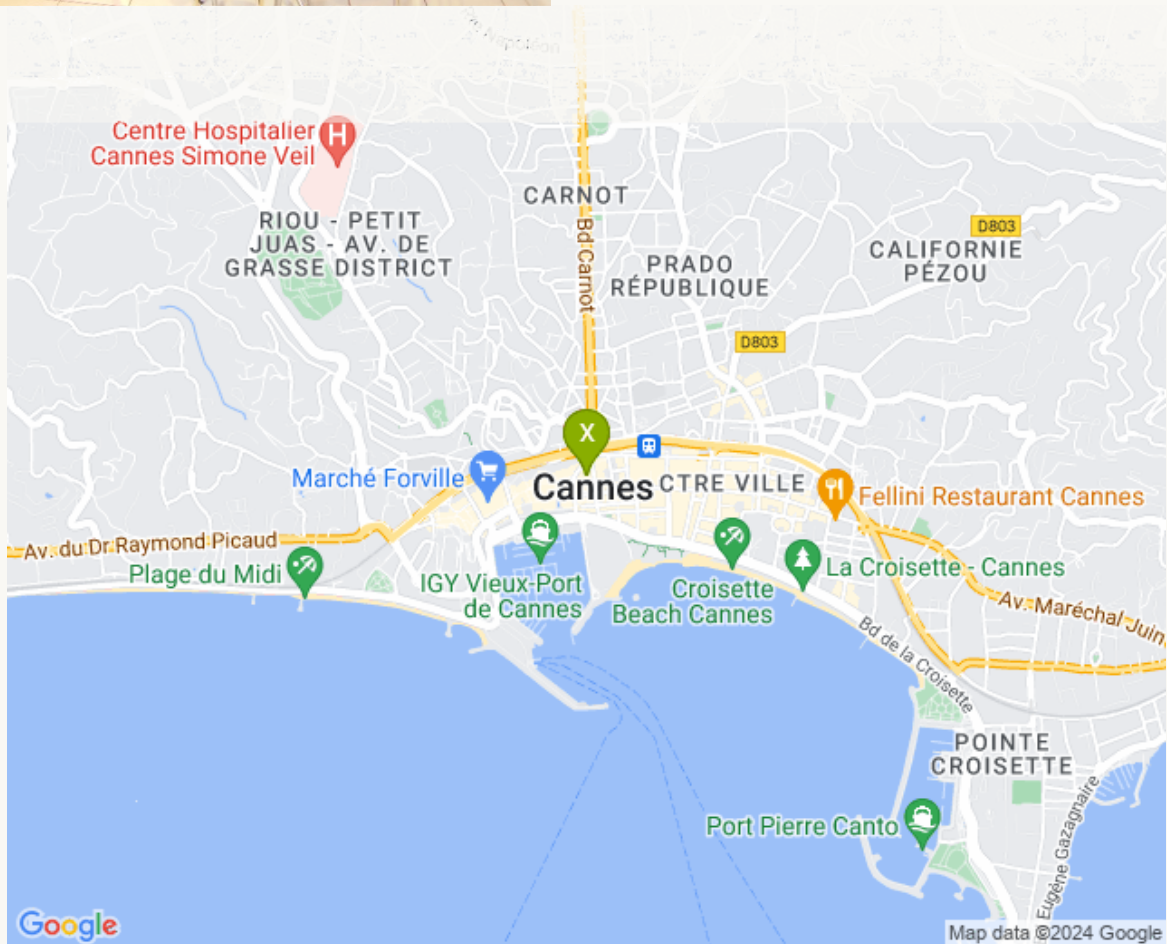 Av. Napoléon
Centre Hospitalier
Cannes Simone Veil
H
CARNOT
RIOU - PETIT
JUAS - AV. DE
GRASSE DISTRICT
Bd Carnot
D803
CALIFORNIE
PÉZOU
PRADO
RÉPUBLIQUE
D803
X
Marché Forville
Cannes
CTRE VILLE
Fellini Restaurant Cannes
Av. du Dr Raymond Picaud
Plage du Midi
IGY Vieux-Port
de Cannes
Croisette
Beach Cannes
La Croisette - Cannes
Av. Maréchal Juin
Bd de la Croisette
POINTE
CROISETTE
Port Pierre Canto
Eugène Gazagnaire
Google
Map data ©2024 Google